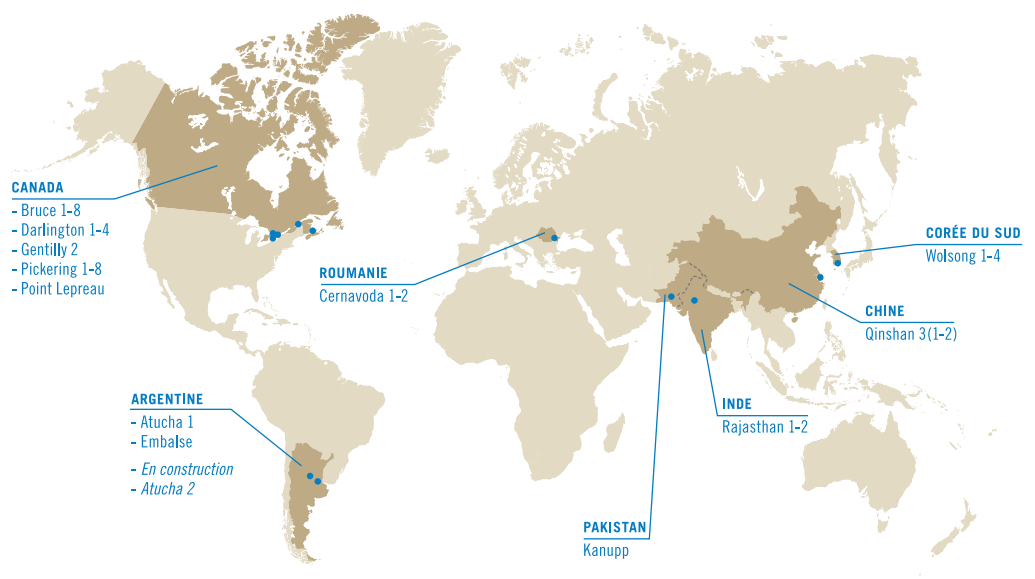 CANADA
- Bruce 1-8
- Darlington 1-4
- Gentilly 2
- Pickering 1-8
- Point Lepreau
ROUMANIE
Cernavoda 1-2
CORÉE DU SUD
Wolsong 1-4
CHINE
Qinshan 3(1-2)
ARGENTINE
- Atucha 1
- Embalse
- En construction
- Atucha 2
INDE
Rajasthan 1-2
PAKISTAN
Kanupp